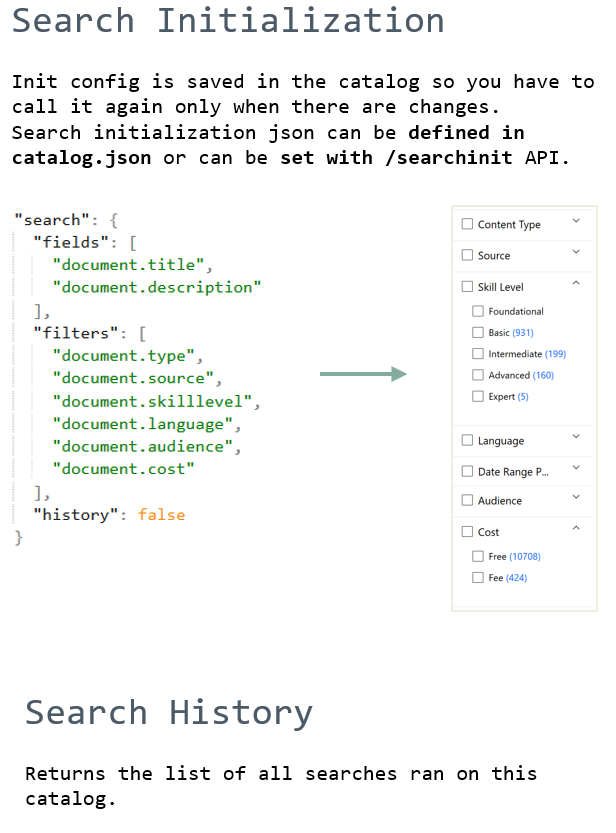 Search Initialization
Init config is saved in the catalog so you have to
call it again only when there are changes.
Search initialization json can be defined in
catalog.json or can be set with /searchinit API.
"search": {
"fields": [
"document.title",
"document.description"
],
"filters": [
"document.type",
"document.source",
"document.skilllevel",
"document.language",
"document.audience",
"document.cost"
],
"history": false
}
Content Type
Source
Skill Level
Foundational
Basic (931)
Intermediate (199)
Advanced (160)
Expert (5)
Language
Date Range P...
Audience
Cost
Free (10708)
Fee (424)
Search History
Returns the list of all searches ran on this
catalog.